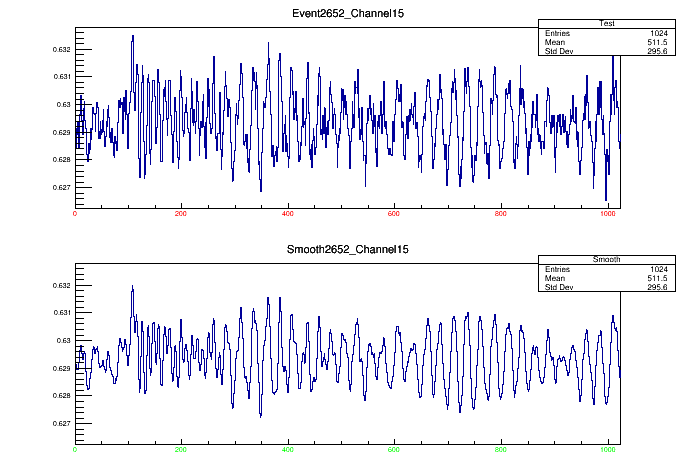 Event2652_Channel15
Test
Entries 1024
Mean 511.5
Std Dev 295.6
0.632
0.631
0.63
0.629
0.628
0.627
0 200 400 600 800 1000
Smooth2652_Channel15
Smooth
Entries 1024
Mean 511.5
Std Dev 295.6
0.632
0.631
0.63
0.629
0.628
0.627
0 200 400 600 800 1000